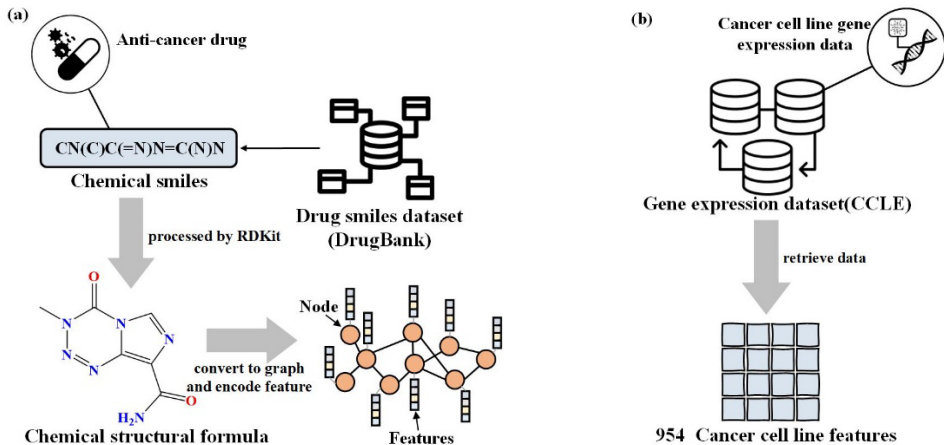 (a)
Anti-cancer drug
CN(C)C(=N)N=C(N)N
Chemical smiles
Drug smiles dataset
(DrugBank)
processed by RDKit
O
N
N
N
N
N
O
H₂N
Chemical structural formula
convert to graph
and encode feature
Node
Features
(b)
Cancer cell line gene
expression data
Gene expression dataset(CCLE)
retrieve data
954 Cancer cell line features